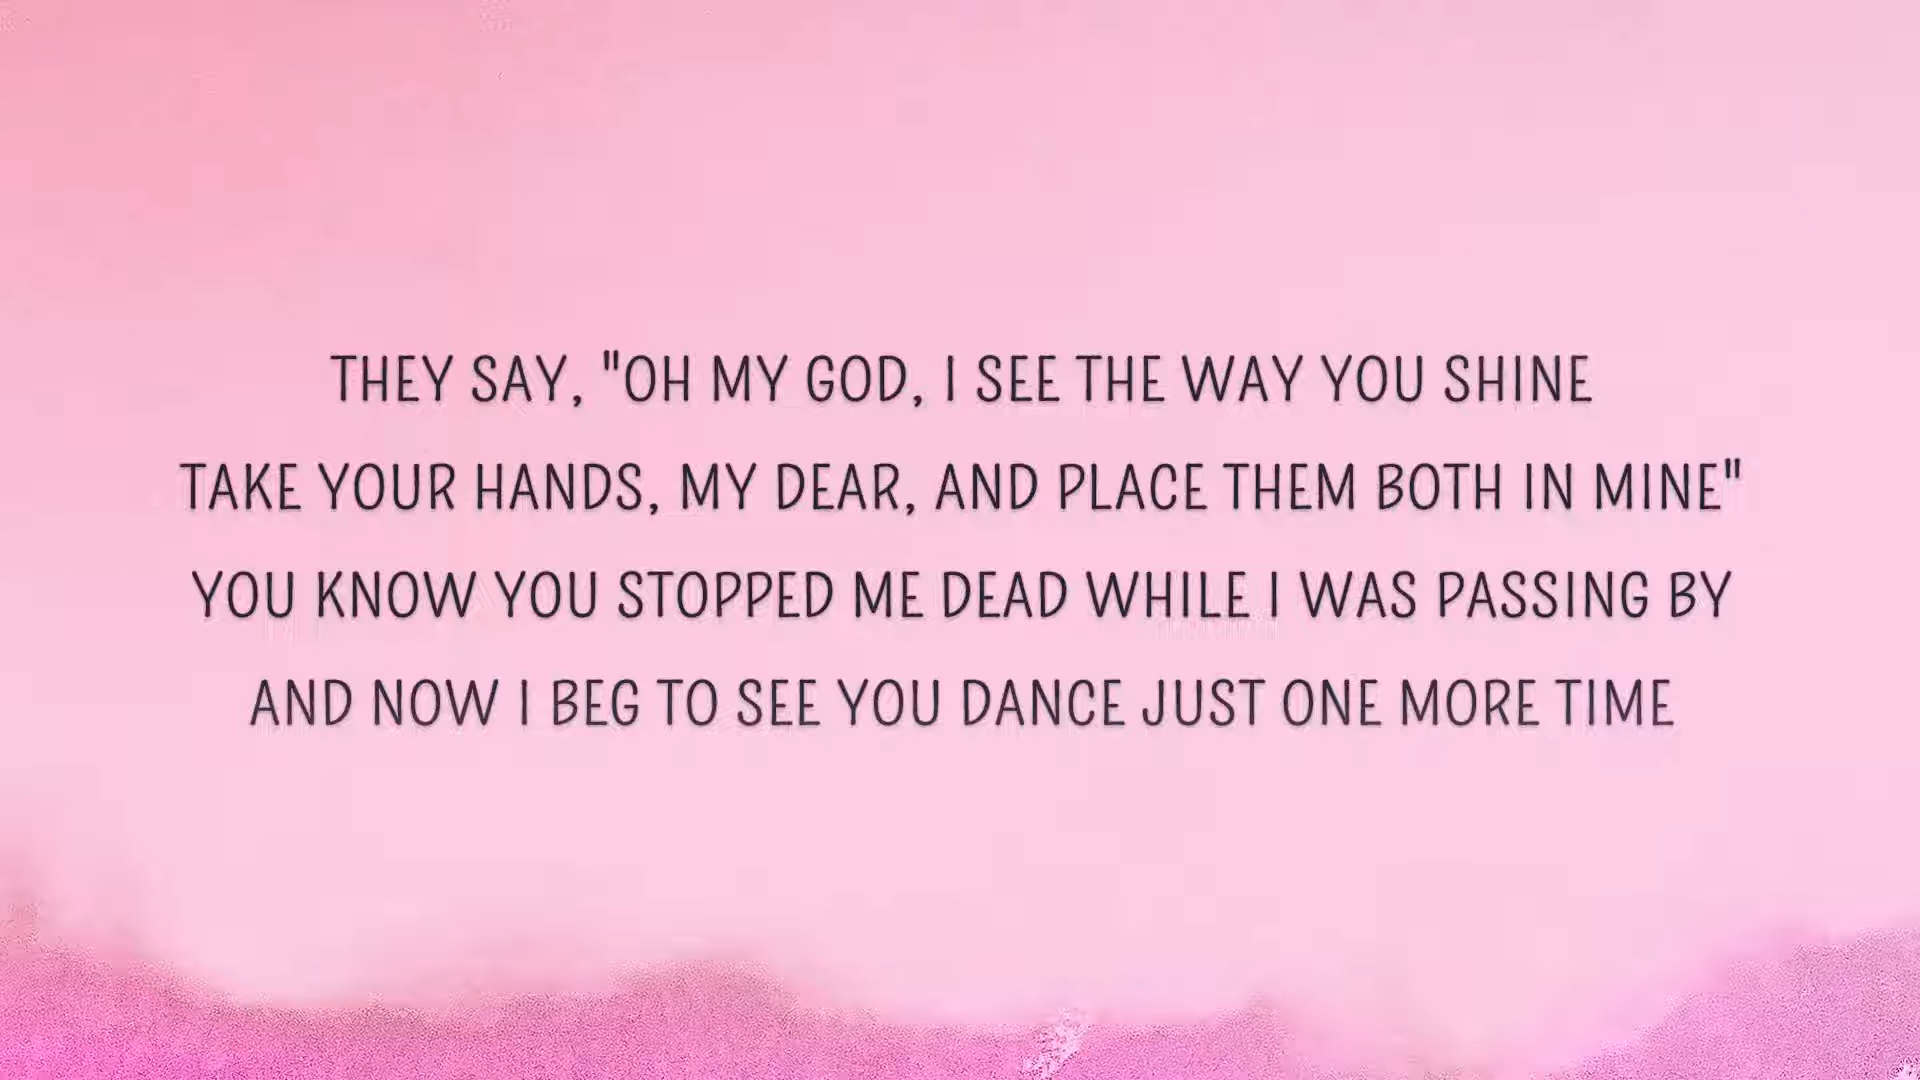 THEY SAY, "OH MY GOD, I SEE THE WAY YOU SHINE
TAKE YOUR HANDS, MY DEAR, AND PLACE THEM BOTH IN MINE"
YOU KNOW YOU STOPPED ME DEAD WHILE I WAS PASSING BY
AND NOW I BEG TO SEE YOU DANCE JUST ONE MORE TIME